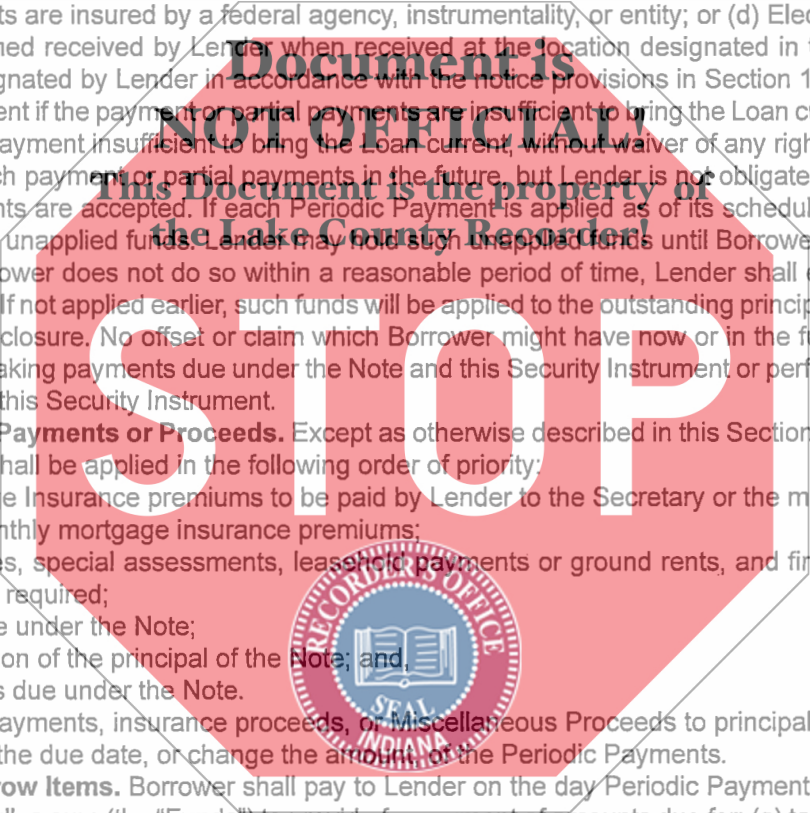 ts are insured by a federal agency, instrumentality, or entity; or (d) Elec
ned received by Lender when received at the location designated in
Document is
gnated by Lender in accordance with the notice provisions in Section 1
ent if the payment or partial payments are insufficient to bring the Loan c
NOT OFFICIAL!
ayment insufficient to bring the Loan current, without waiver of any righ
h payment or partial payments in the future, but Lender is not obligate
This Document is the property of
nts are accepted. If each Periodic Payment is applied as of its schedul
the Lake County Recorder!
unapplied funds. Lender may hold such unapplied funds until Borrowe
ower does not do so within a reasonable period of time, Lender shall
If not applied earlier, such funds will be applied to the outstanding princip
closure. No offset or claim which Borrower might have now or in the f
aking payments due under the Note and this Security Instrument or perf
this Security Instrument.
STOP
Payments or Proceeds. Except as otherwise described in this Section
hall be applied in the following order of priority:
e Insurance premiums to be paid by Lender to the Secretary or the m
nthly mortgage insurance premiums;
es, special assessments, leasehold payments or ground rents, and fir
required;
e under the Note;
on of the principal of the Note; and,
s due under the Note.
RECORDER'S OFFICE
SEAL
INDIANA
ayments, insurance proceeds, or Miscellaneous Proceeds to principal
the due date, or change the amount, of the Periodic Payments.
row Items. Borrower shall pay to Lender on the day Periodic Payment